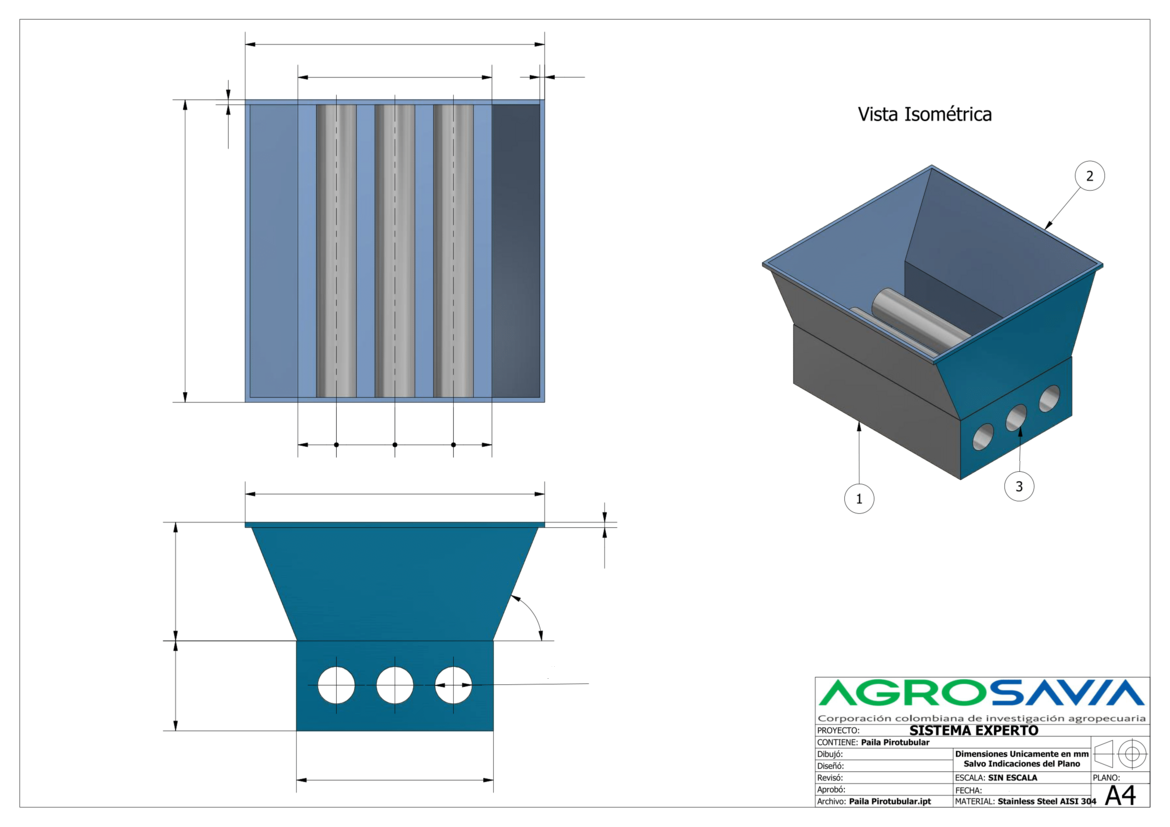 Vista Isométrica
2
1
3
AGROSAVIA
Corporación colombiana de investigación agropecuaria
PROYECTO: SISTEMA EXPERTO
CONTIENE: Paila Pirotubular
Dibujó:
Dimensiones Unicamente en mm
Salvo Indicaciones del Plano
Diseñó:
Revisó:
ESCALA: SIN ESCALA
PLANO:
Aprobó:
FECHA:
A4
Archivo: Paila Pirotubular.ipt
MATERIAL: Stainless Steel AISI 304